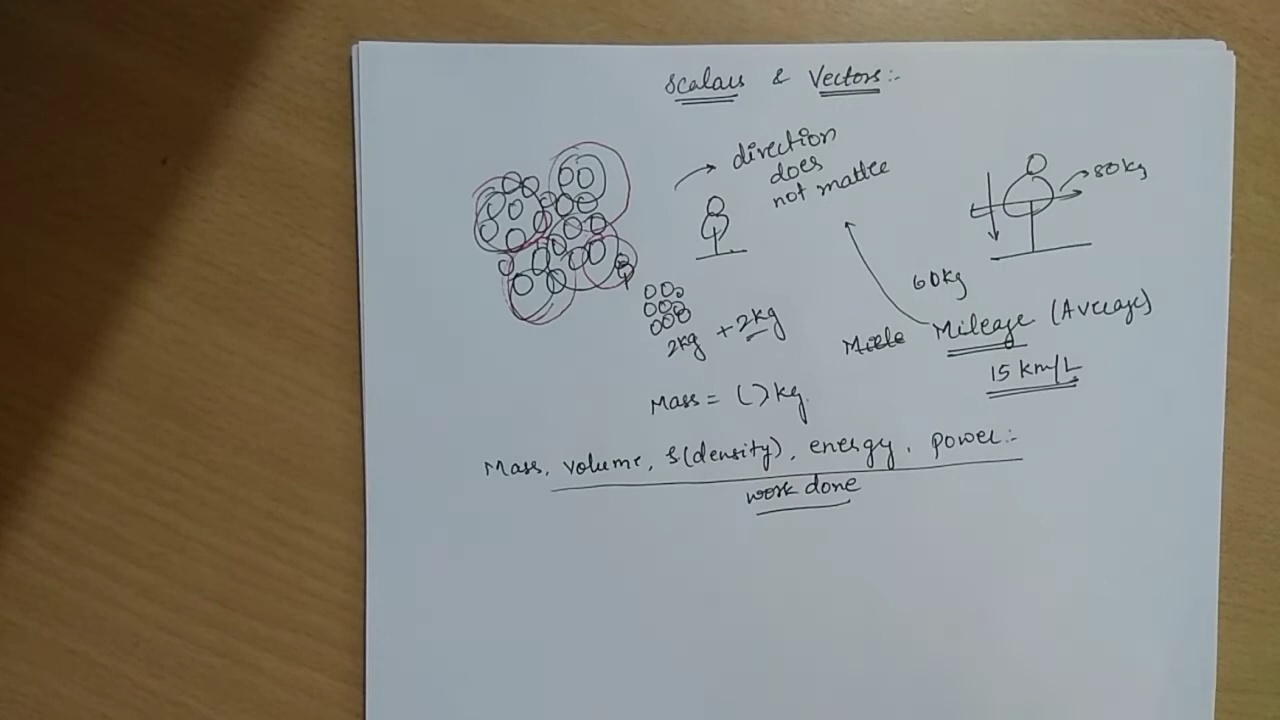 Scalars & Vectors:-
direction
does
not matter
80kg
60kg
2kg + 2kg
Mileage (Average)
15 km/L
Mass = ( ) kg.
Mass, volume, S(density), energy, power:-
work done